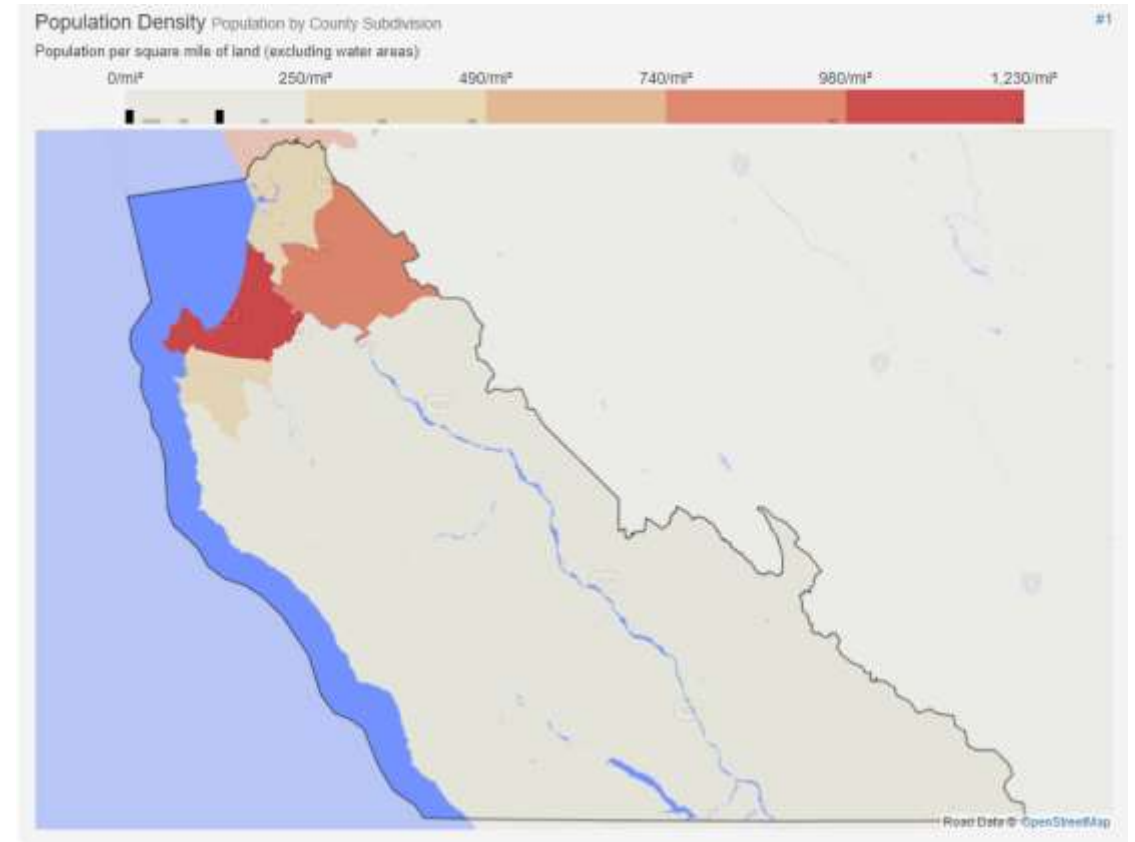 Population Density Population by County Subdivision
#1
Population per square mile of land (excluding water areas)
0/mi² 250/mi² 490/mi² 740/mi² 980/mi² 1,230/mi²
Road Data © OpenStreetMap